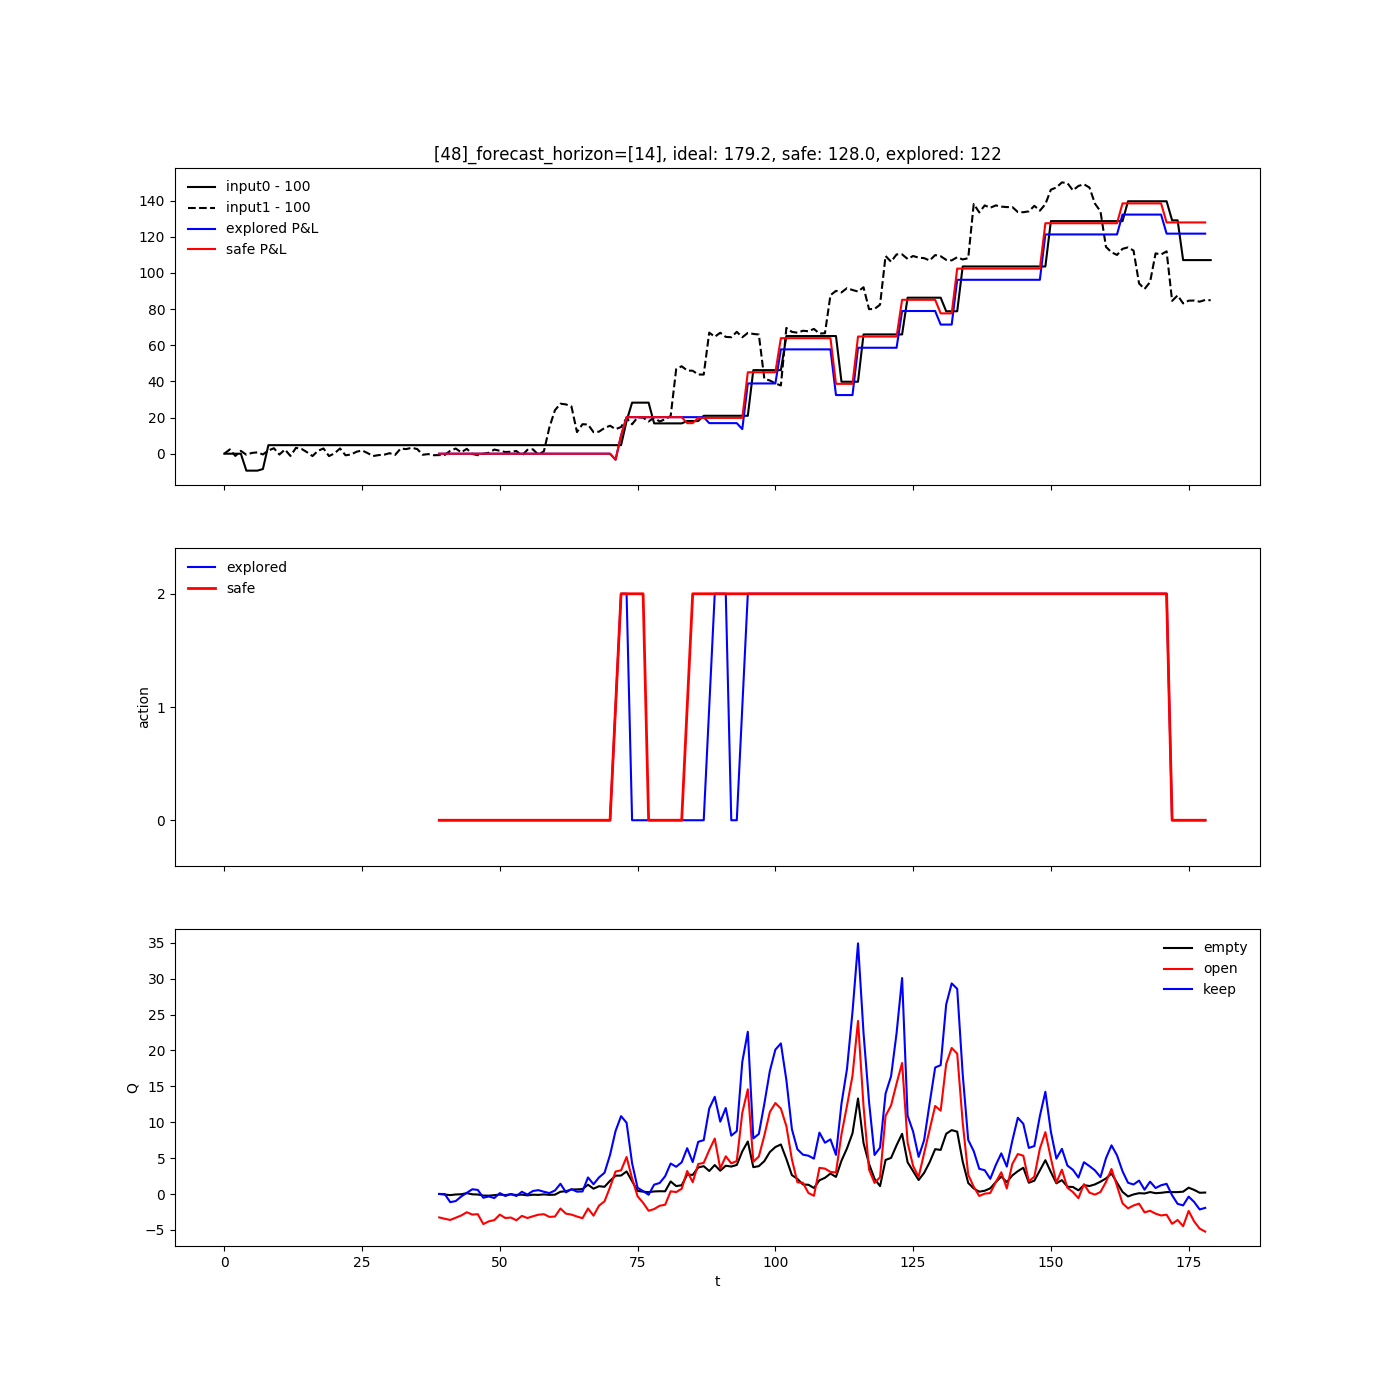 [48]_forecast_horizon=[14], ideal: 179.2, safe: 128.0, explored: 122
input0 - 100
input1 - 100
explored P&L
safe P&L
140
120
100
80
60
40
20
0
explored
safe
2
1
0
action
empty
open
keep
35
30
25
20
15
10
5
0
−5
Q
0 25 50 75 100 125 150 175
t